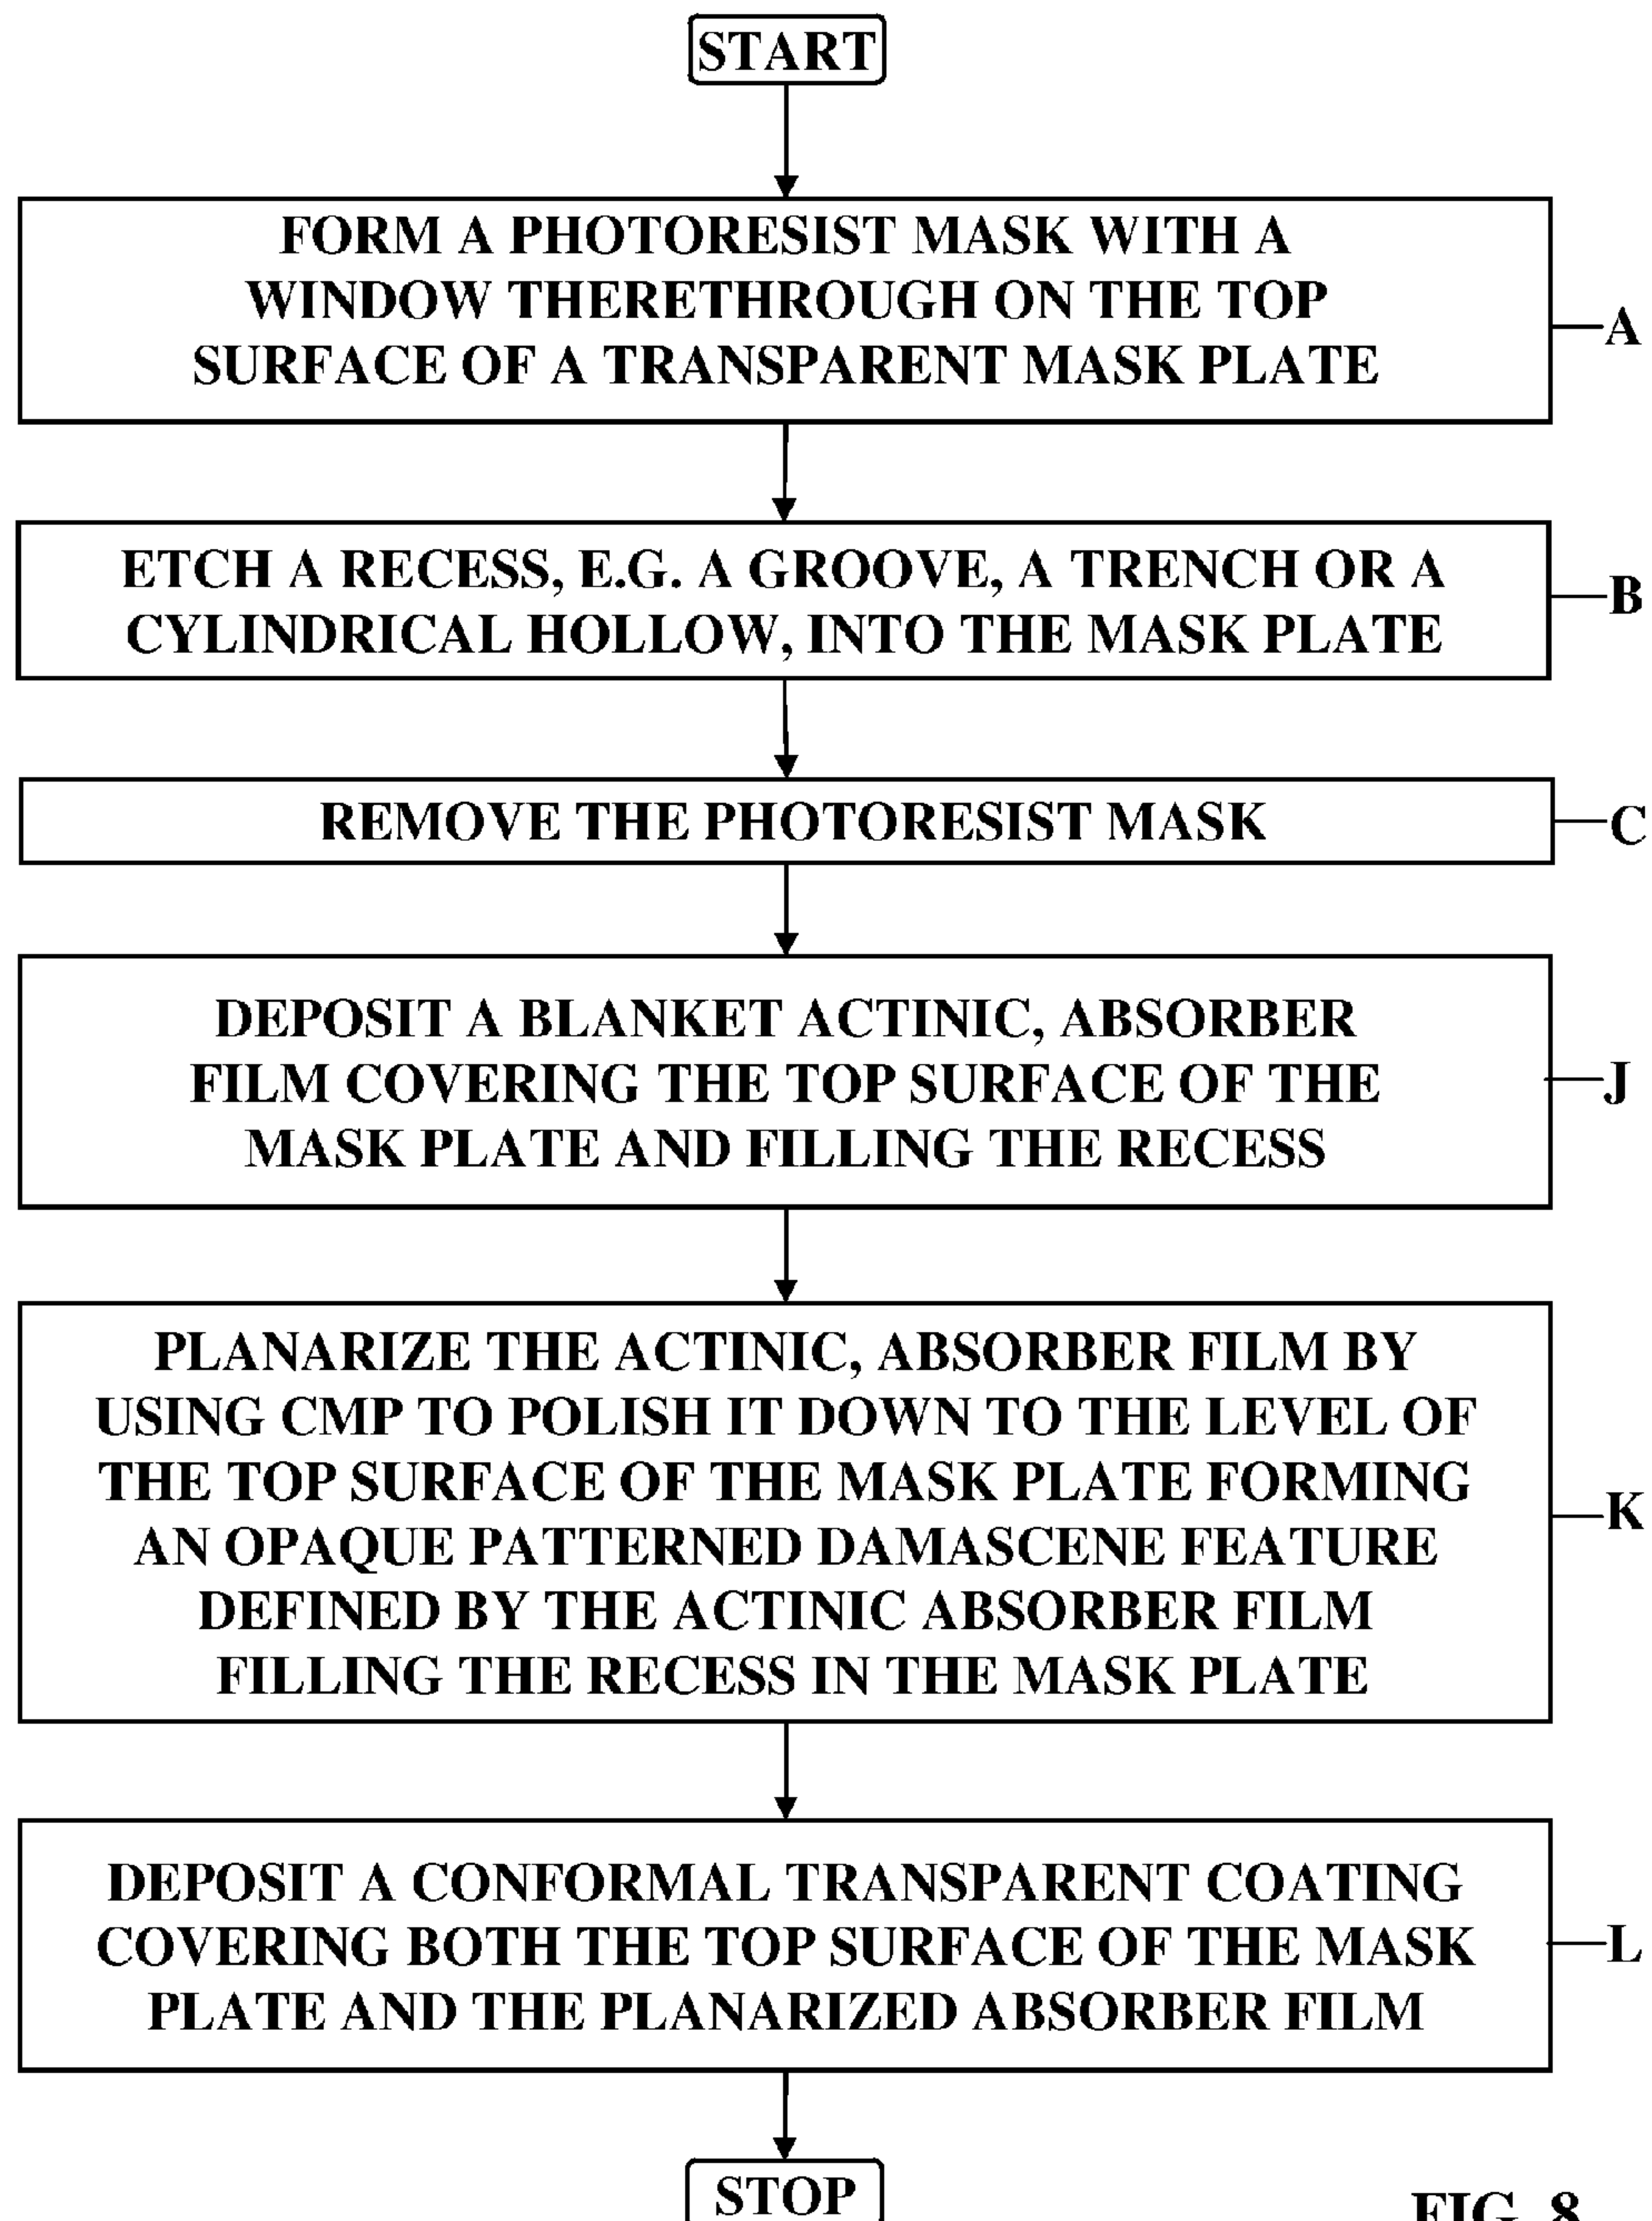 START
FORM A PHOTORESIST MASK WITH A
WINDOW THERETHROUGH ON THE TOP
SURFACE OF A TRANSPARENT MASK PLATE
A
ETCH A RECESS, E.G. A GROOVE, A TRENCH OR A
CYLINDRICAL HOLLOW, INTO THE MASK PLATE
B
REMOVE THE PHOTORESIST MASK
C
DEPOSIT A BLANKET ACTINIC, ABSORBER
FILM COVERING THE TOP SURFACE OF THE
MASK PLATE AND FILLING THE RECESS
J
PLANARIZE THE ACTINIC, ABSORBER FILM BY
USING CMP TO POLISH IT DOWN TO THE LEVEL OF
THE TOP SURFACE OF THE MASK PLATE FORMING
AN OPAQUE PATTERNED DAMASCENE FEATURE
DEFINED BY THE ACTINIC ABSORBER FILM
FILLING THE RECESS IN THE MASK PLATE
K
DEPOSIT A CONFORMAL TRANSPARENT COATING
COVERING BOTH THE TOP SURFACE OF THE MASK
PLATE AND THE PLANARIZED ABSORBER FILM
L
STOP
FIG. 8